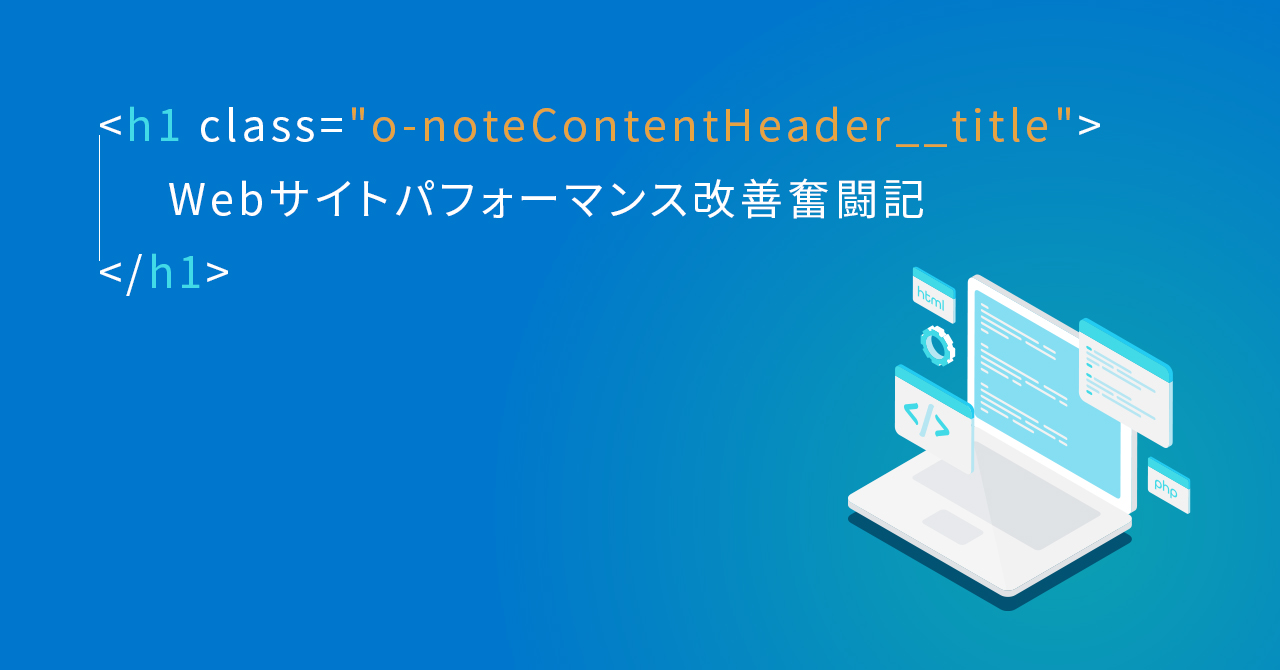 <h1 class="o-noteContentHeader__title">
Webサイトパフォーマンス改善奮闘記
</h1>
html
</>
php